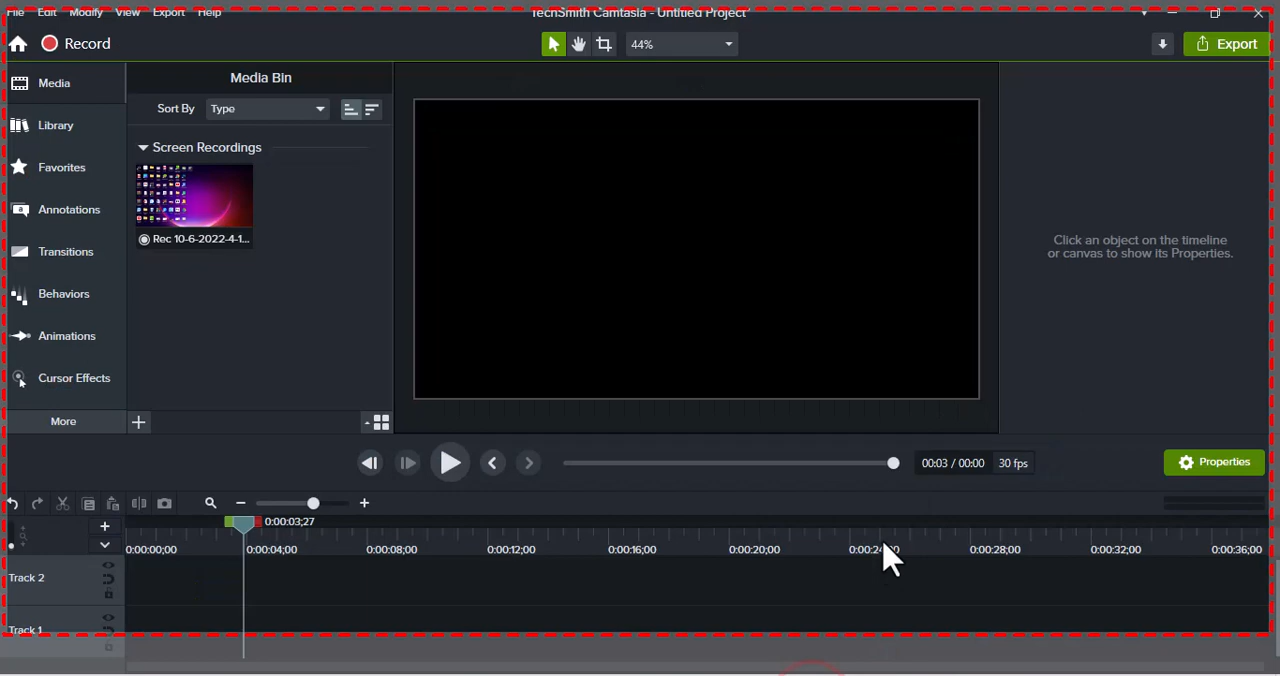 File Edit Modify View Export Help
TechSmith Camtasia - Untitled Project*
Record
44%
Export
Media
Library
Favorites
Annotations
Transitions
Behaviors
Animations
Cursor Effects
More
Media Bin
Sort By Type
Screen Recordings
Rec 10-6-2022-4-1...
Click an object on the timeline
or canvas to show its Properties.
00:03 / 00:00 30 fps
Properties
0:00:03;27
0:00:00;00 0:00:04;00 0:00:08;00 0:00:12;00 0:00:16;00 0:00:20;00 0:00:28;00 0:00:32;00 0:00:36;00
Track 2
Track 1